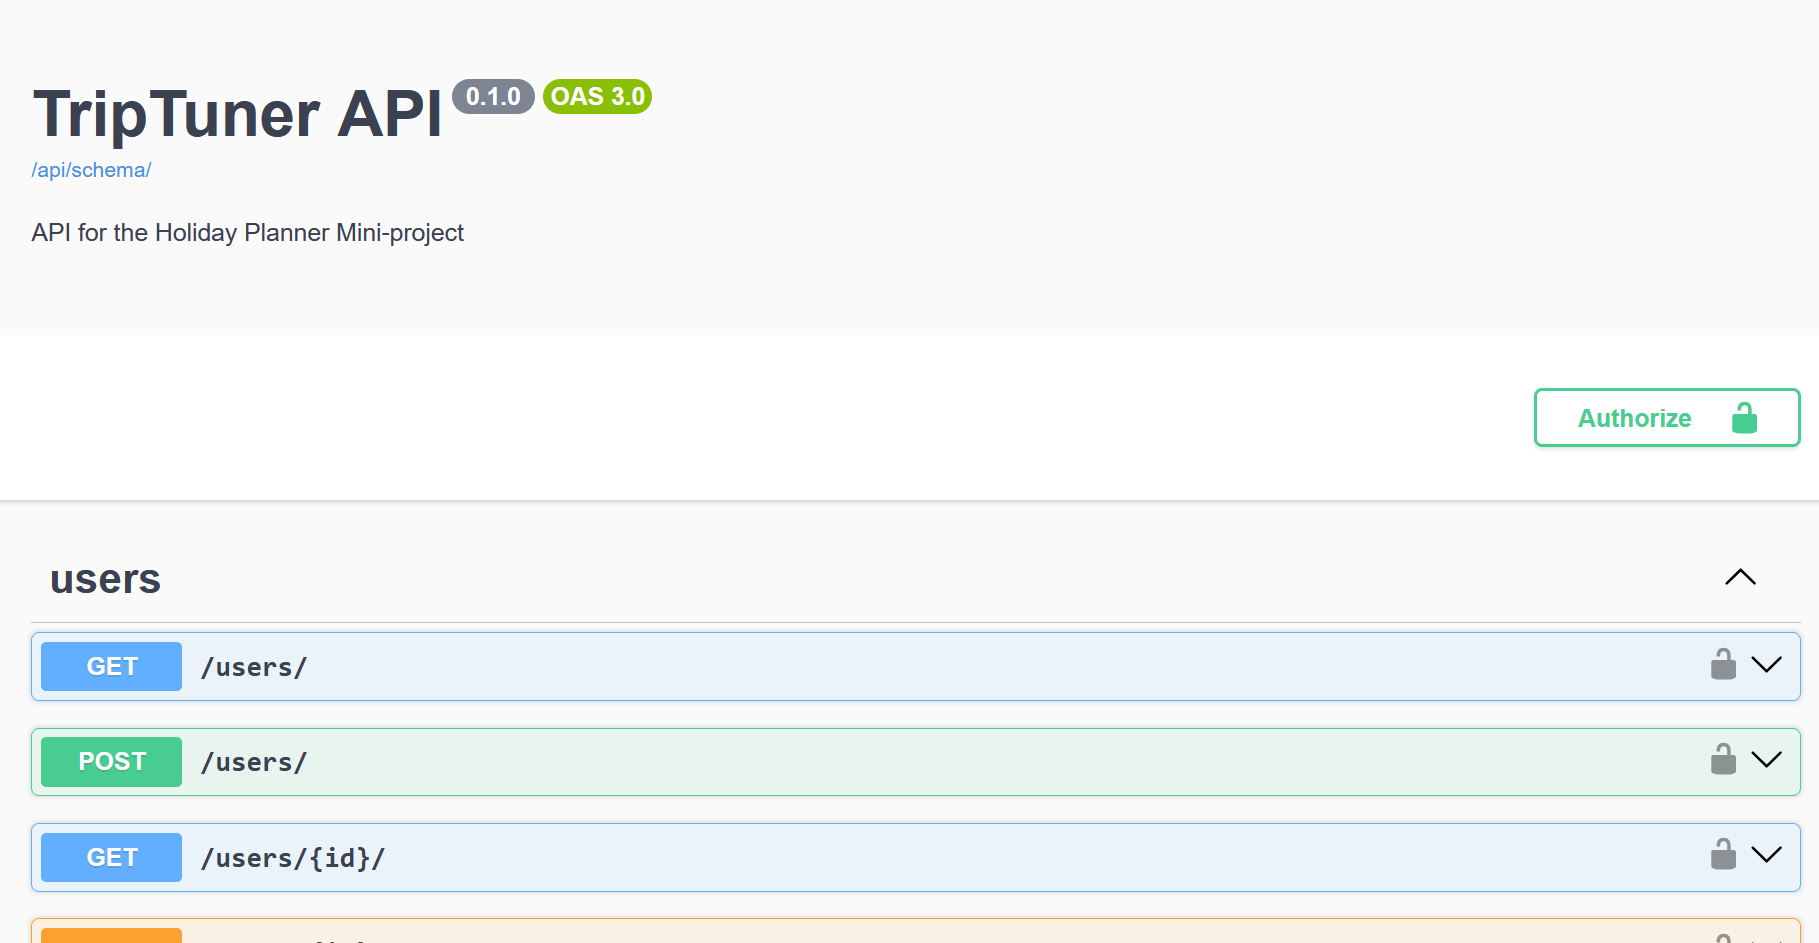 TripTuner API 0.1.0 OAS 3.0
/api/schema/
API for the Holiday Planner Mini-project
Authorize
users
GET /users/
POST /users/
GET /users/{id}/